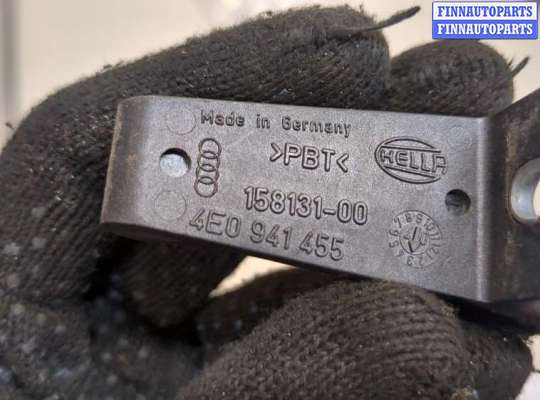 FINNAUTOPARTS
FINNAUTOPARTS
Made in Germany
>PBT<
HELLA
158131-00
4E0 941 455